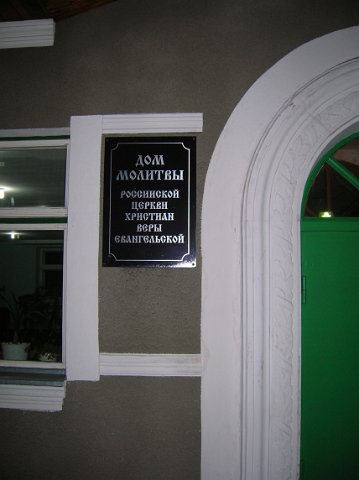 ДОМ
МОЛИТВЫ
РОССИЙСКОЙ
ЦЕРКВИ
ХРИСТИАН
ВЕРЫ
ЕВАНГЕЛЬСКОЙ